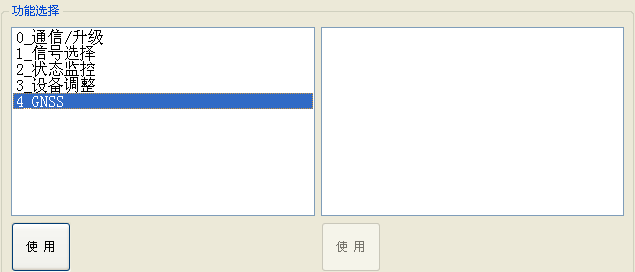 功能选择
0_通信/升级
1_信号选择
2_状态监控
3_设备调整
4_GNSS
使 用
使 用